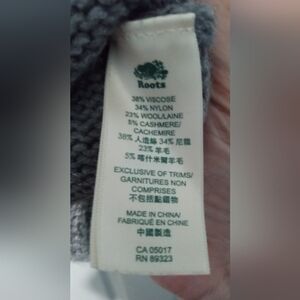 Roots
38% VISCOSE
34% NYLON
23% WOOL/LAINE
5% CASHMERE/
CACHEMIRE
38% 人造絲 34% 尼龍
23% 羊毛
5% 喀什米爾羊毛
EXCLUSIVE OF TRIMS/
GARNITURES NON
COMPRISES
不包括點綴物
MADE IN CHINA/
FABRIQUÉ EN CHINE
中國製造
CA 05017
RN 89323